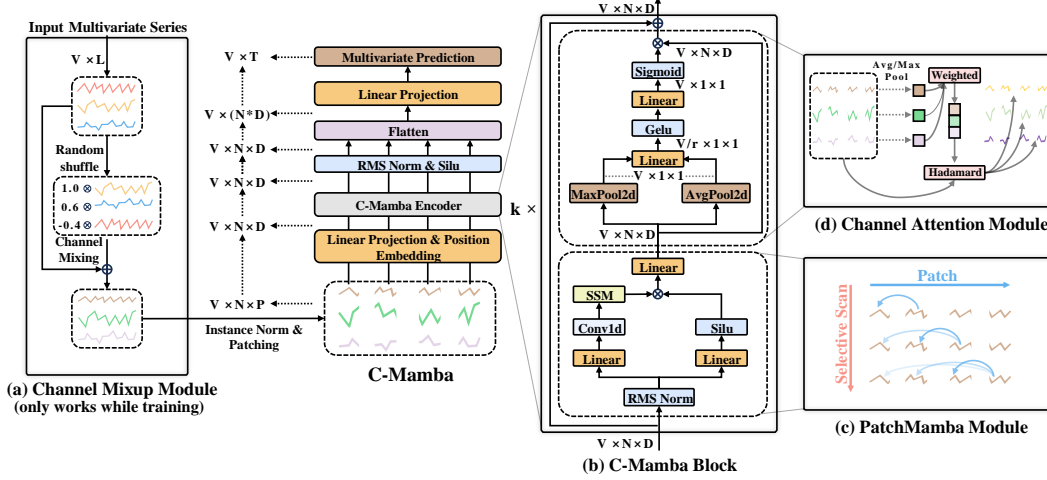 Input Multivariate Series
V × L
Random
shuffle
1.0 ⊗
0.6 ⊗
-0.4 ⊗
Channel
Mixing
(a) Channel Mixup Module
(only works while training)
V × T
V × (N*D)
V × N × D
V × N × D
V × N × D
V × N × P
Instance Norm &
Patching
Multivariate Prediction
Linear Projection
Flatten
RMS Norm & Silu
C-Mamba Encoder
Linear Projection & Position
Embedding
C-Mamba
k ×
V × N × D
V × N × D
Sigmoid
V × 1 × 1
Linear
Gelu
V/r × 1 × 1
Linear
V × 1 × 1
MaxPool2d
AvgPool2d
V × N × D
Linear
SSM
Conv1d
Silu
Linear
Linear
RMS Norm
V × N × D
(b) C-Mamba Block
Avg/Max
Pool
Weighted
Hadamard
(d) Channel Attention Module
Patch
Selective Scan
(c) PatchMamba Module